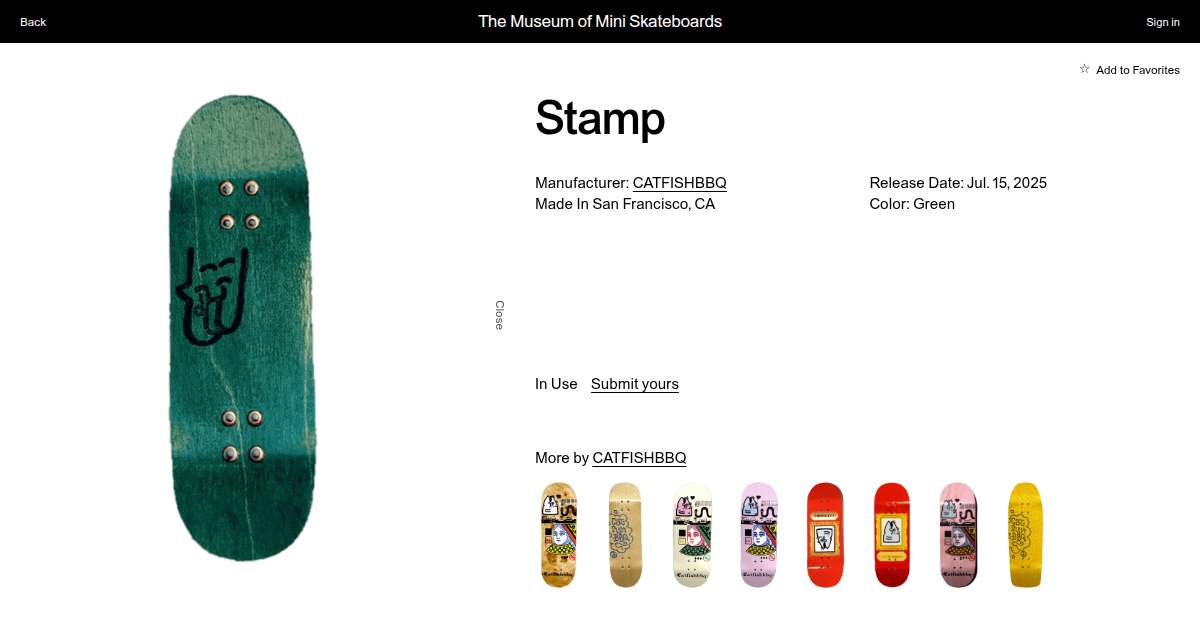 Back
The Museum of Mini Skateboards
Sign in
☆ Add to Favorites
Stamp
Manufacturer: CATFISHBBQ
Made In San Francisco, CA
Release Date: Jul. 15, 2025
Color: Green
Close
In Use Submit yours
More by CATFISHBBQ